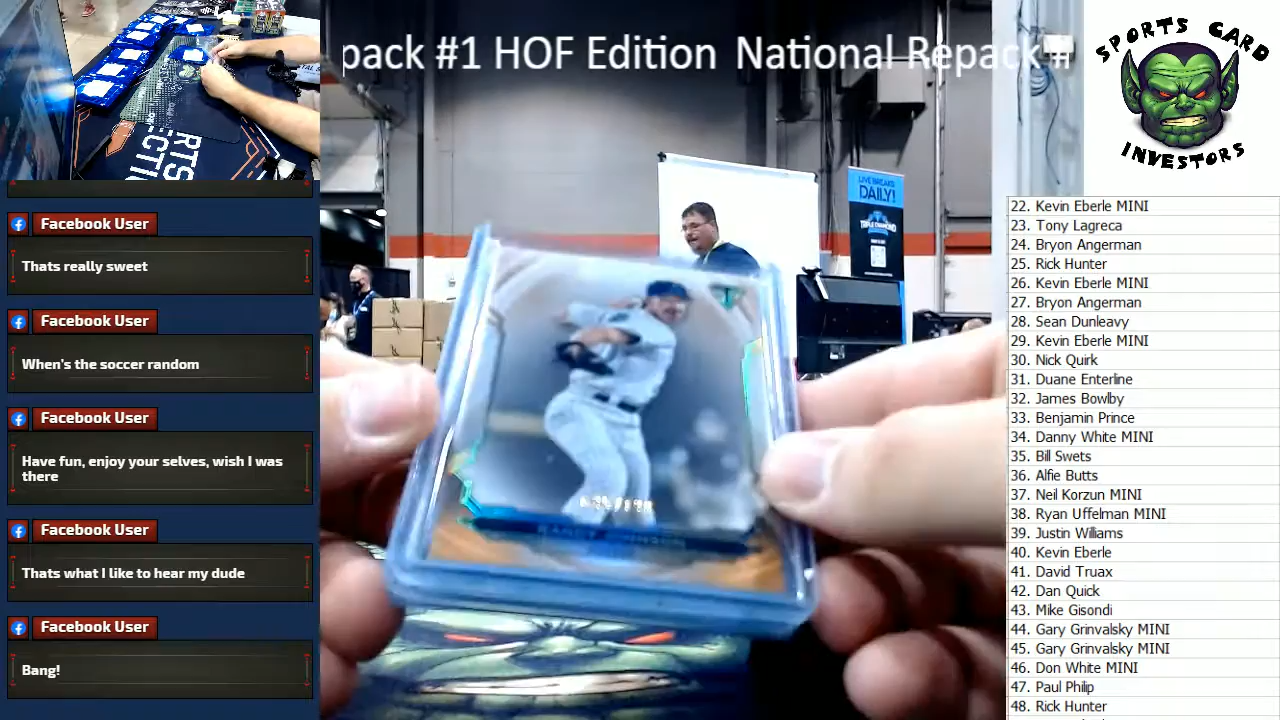 pack #1 HOF Edition National Repack #
SPORTS CARD
INVESTORS
LIVE BREAKS
DAILY!
TRIPLE DIAMOND
RTS
ECTI
Facebook User
Thats really sweet
Facebook User
When's the soccer random
Facebook User
Have fun, enjoy your selves, wish I was
there
Facebook User
Thats what I like to hear my dude
Facebook User
Bang!
22. Kevin Eberle MINI
23. Tony Lagreca
24. Bryon Angerman
25. Rick Hunter
26. Kevin Eberle MINI
27. Bryon Angerman
28. Sean Dunleavy
29. Kevin Eberle MINI
30. Nick Quirk
31. Duane Enterline
32. James Bowlby
33. Benjamin Prince
34. Danny White MINI
35. Bill Swets
36. Alfie Butts
37. Neil Korzun MINI
38. Ryan Uffelman MINI
39. Justin Williams
40. Kevin Eberle
41. David Truax
42. Dan Quick
43. Mike Gisondi
44. Gary Grinvalsky MINI
45. Gary Grinvalsky MINI
46. Don White MINI
47. Paul Philip
48. Rick Hunter